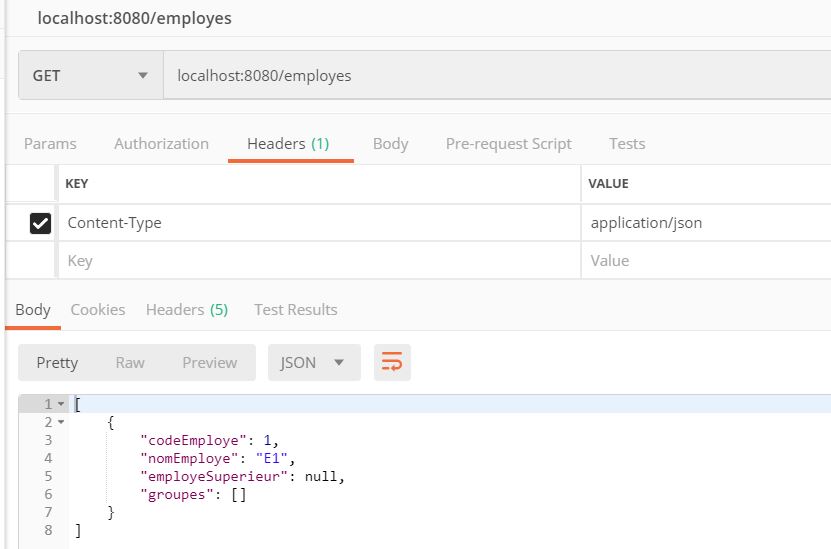 localhost:8080/employes
GET localhost:8080/employes
Params Authorization Headers (1) Body Pre-request Script Tests
KEY VALUE
Content-Type application/json
Key Value
Body Cookies Headers (5) Test Results
Pretty Raw Preview JSON
1 [
2 {
3 "codeEmploye": 1,
4 "nomEmploye": "E1",
5 "employeSuperieur": null,
6 "groupes": []
7 }
8 ]